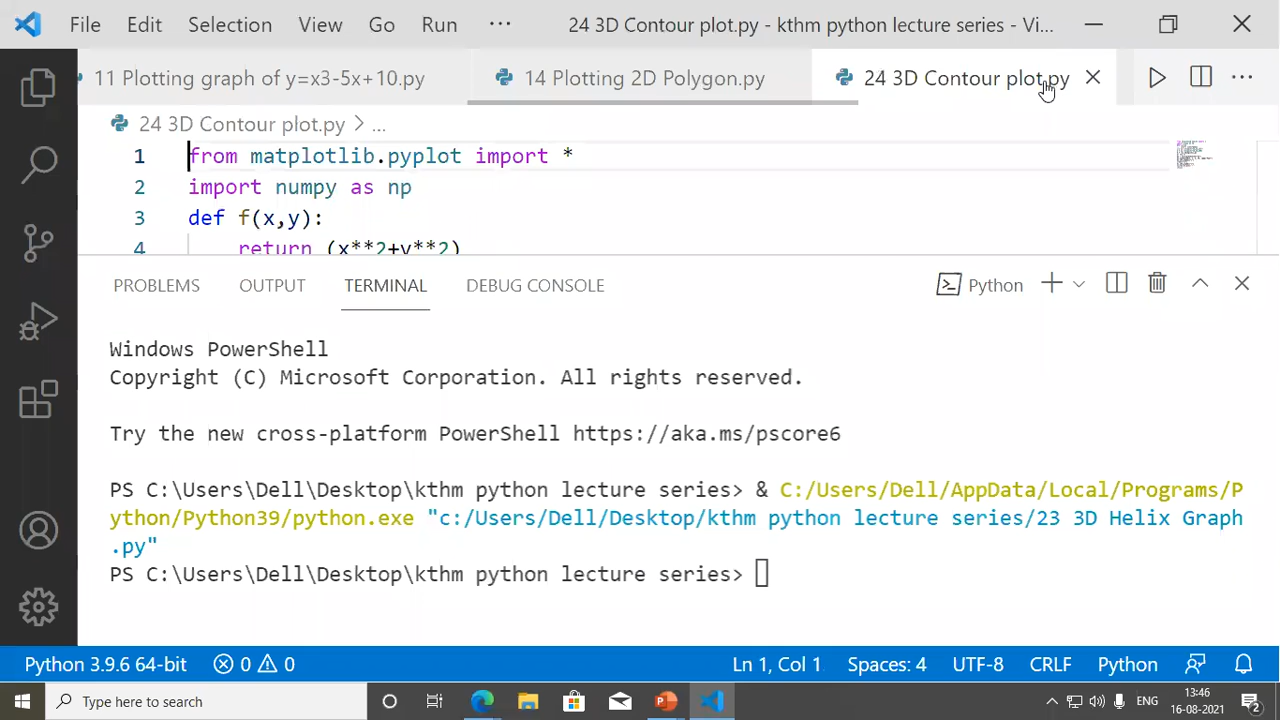 File Edit Selection View Go Run ··· 24 3D Contour plot.py - kthm python lecture series - Vi...
11 Plotting graph of y=x3-5x+10.py 14 Plotting 2D Polygon.py 24 3D Contour plot.py
24 3D Contour plot.py > ...
1 from matplotlib.pyplot import *
2 import numpy as np
3 def f(x,y):
4 return (x**2+y**2)
PROBLEMS OUTPUT TERMINAL DEBUG CONSOLE Python
Windows PowerShell
Copyright (C) Microsoft Corporation. All rights reserved.
Try the new cross-platform PowerShell https://aka.ms/pscore6
PS C:\Users\Dell\Desktop\kthm python lecture series> & C:/Users/Dell/AppData/Local/Programs/P
ython/Python39/python.exe "c:/Users/Dell/Desktop/kthm python lecture series/23 3D Helix Graph
.py"
PS C:\Users\Dell\Desktop\kthm python lecture series>
Python 3.9.6 64-bit 0 0 Ln 1, Col 1 Spaces: 4 UTF-8 CRLF Python
Type here to search ENG 13:46
16-08-2021 2